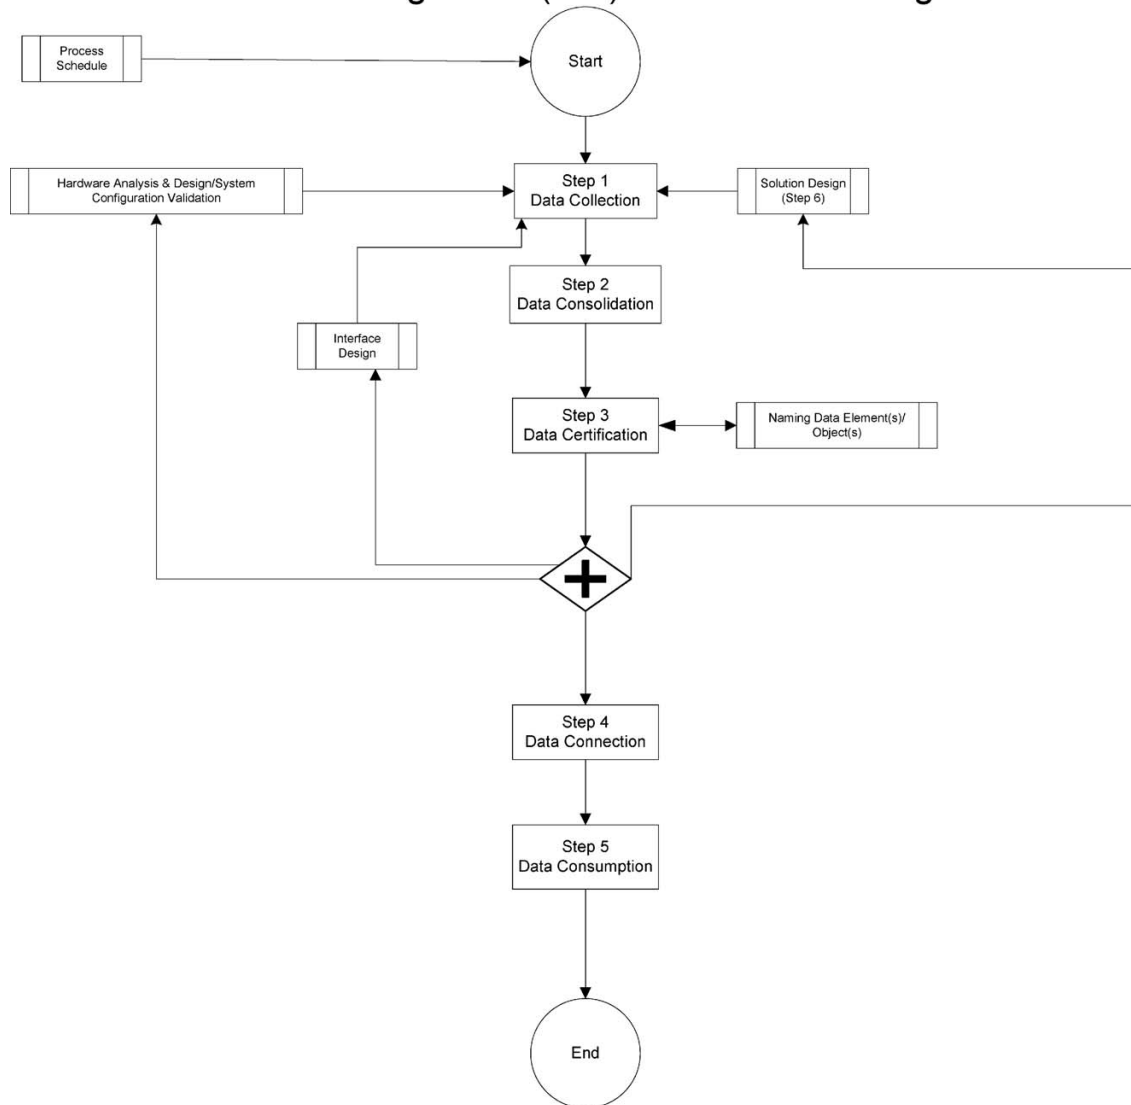 Process
Schedule
Start
Hardware Analysis & Design/System
Configuration Validation
Step 1
Data Collection
Solution Design
(Step 6)
Step 2
Data Consolidation
Interface
Design
Step 3
Data Certification
Naming Data Element(s)/
Object(s)
Step 4
Data Connection
Step 5
Data Consumption
End